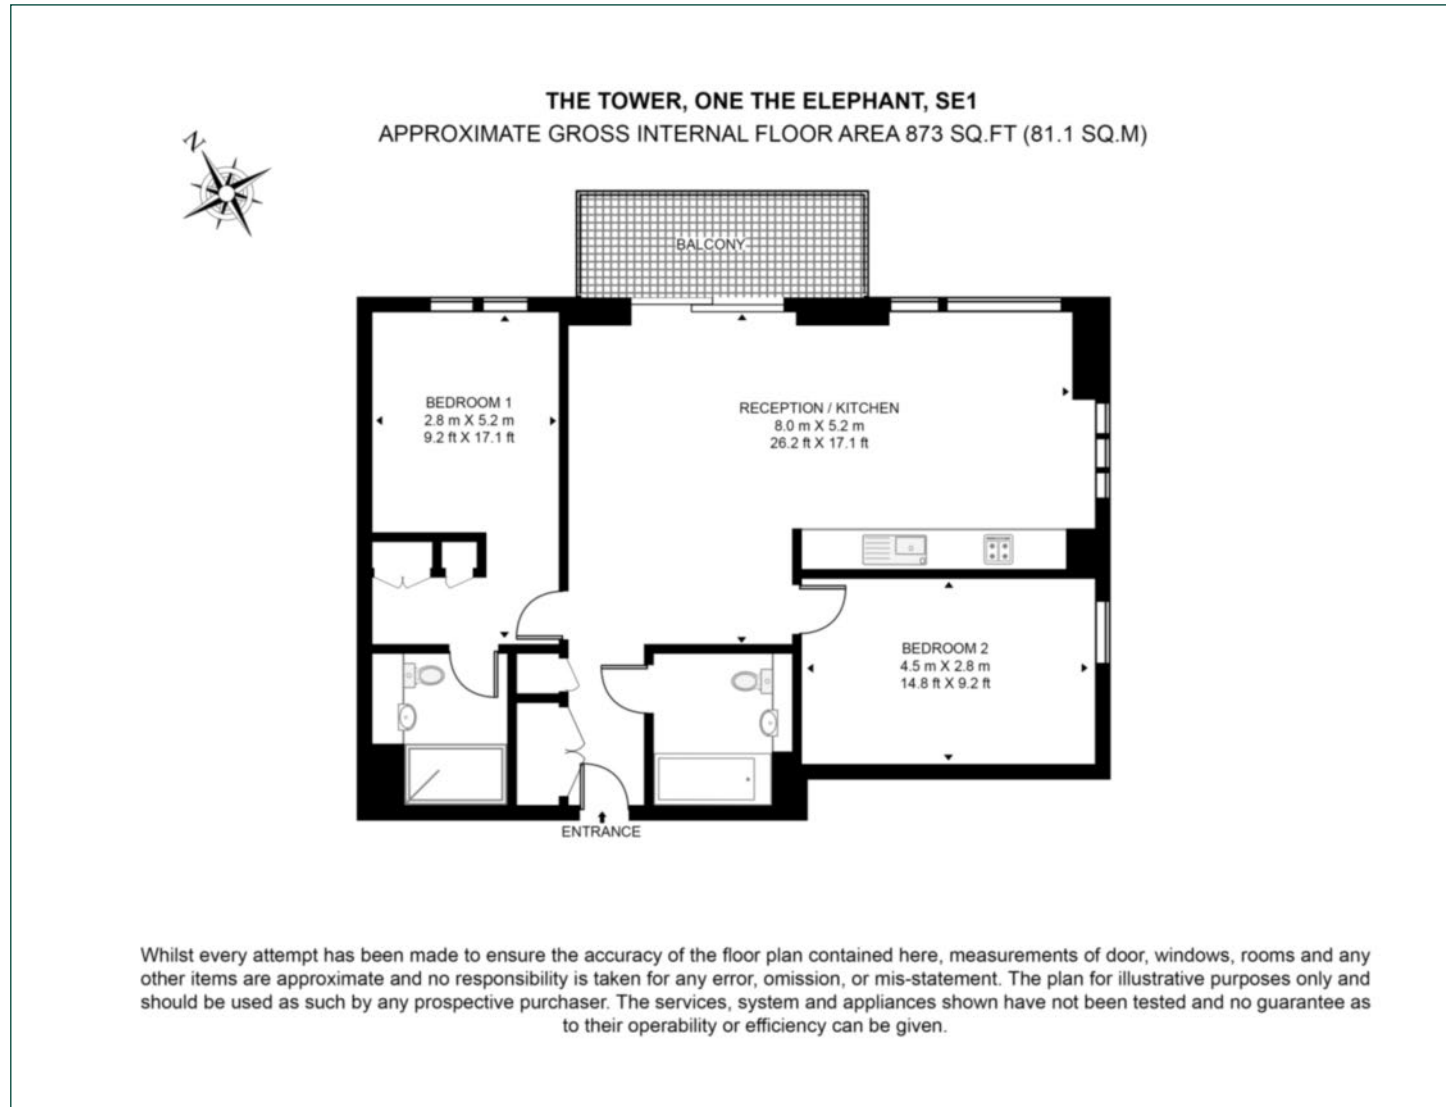 THE TOWER, ONE THE ELEPHANT, SE1
APPROXIMATE GROSS INTERNAL FLOOR AREA 873 SQ.FT (81.1 SQ.M)
N
BALCONY
BEDROOM 1
2.8 m X 5.2 m
9.2 ft X 17.1 ft
RECEPTION / KITCHEN
8.0 m X 5.2 m
26.2 ft X 17.1 ft
BEDROOM 2
4.5 m X 2.8 m
14.8 ft X 9.2 ft
ENTRANCE
Whilst every attempt has been made to ensure the accuracy of the floor plan contained here, measurements of door, windows, rooms and any
other items are approximate and no responsibility is taken for any error, omission, or mis-statement. The plan for illustrative purposes only and
should be used as such by any prospective purchaser. The services, system and appliances shown have not been tested and no guarantee as
to their operability or efficiency can be given.